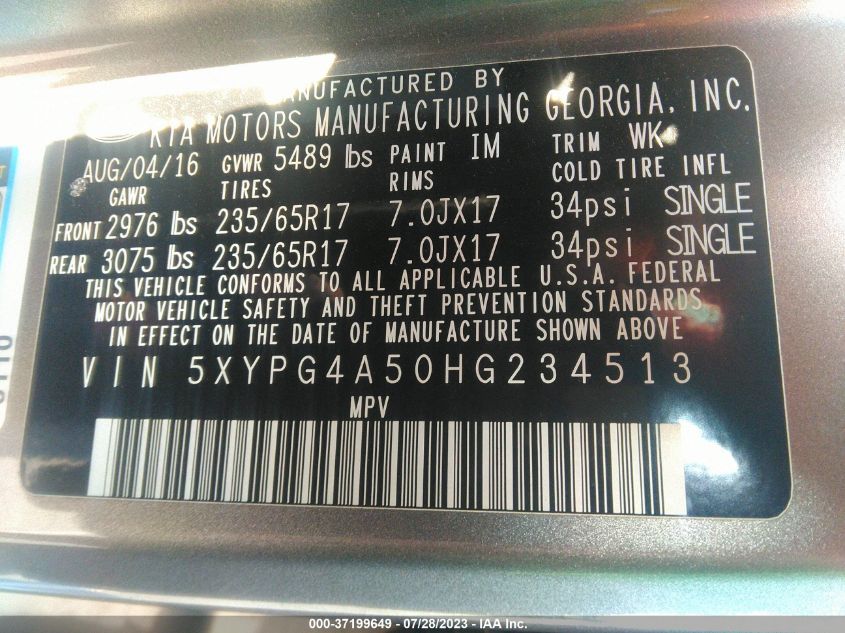 MANUFACTURED BY
KIA MOTORS MANUFACTURING GEORGIA, INC.
AUG/04/16 GVWR 5489 lbs PAINT IM TRIM WK
GAWR TIRES RIMS COLD TIRE INFL
FRONT 2976 lbs 235/65R17 7.0JX17 34psi SINGLE
REAR 3075 lbs 235/65R17 7.0JX17 34psi SINGLE
THIS VEHICLE CONFORMS TO ALL APPLICABLE U.S.A. FEDERAL
MOTOR VEHICLE SAFETY AND THEFT PREVENTION STANDARDS
IN EFFECT ON THE DATE OF MANUFACTURE SHOWN ABOVE
VIN 5XYPG4A50HG234513
MPV
000-37199649 / 07/28/2023 - IAA Inc.